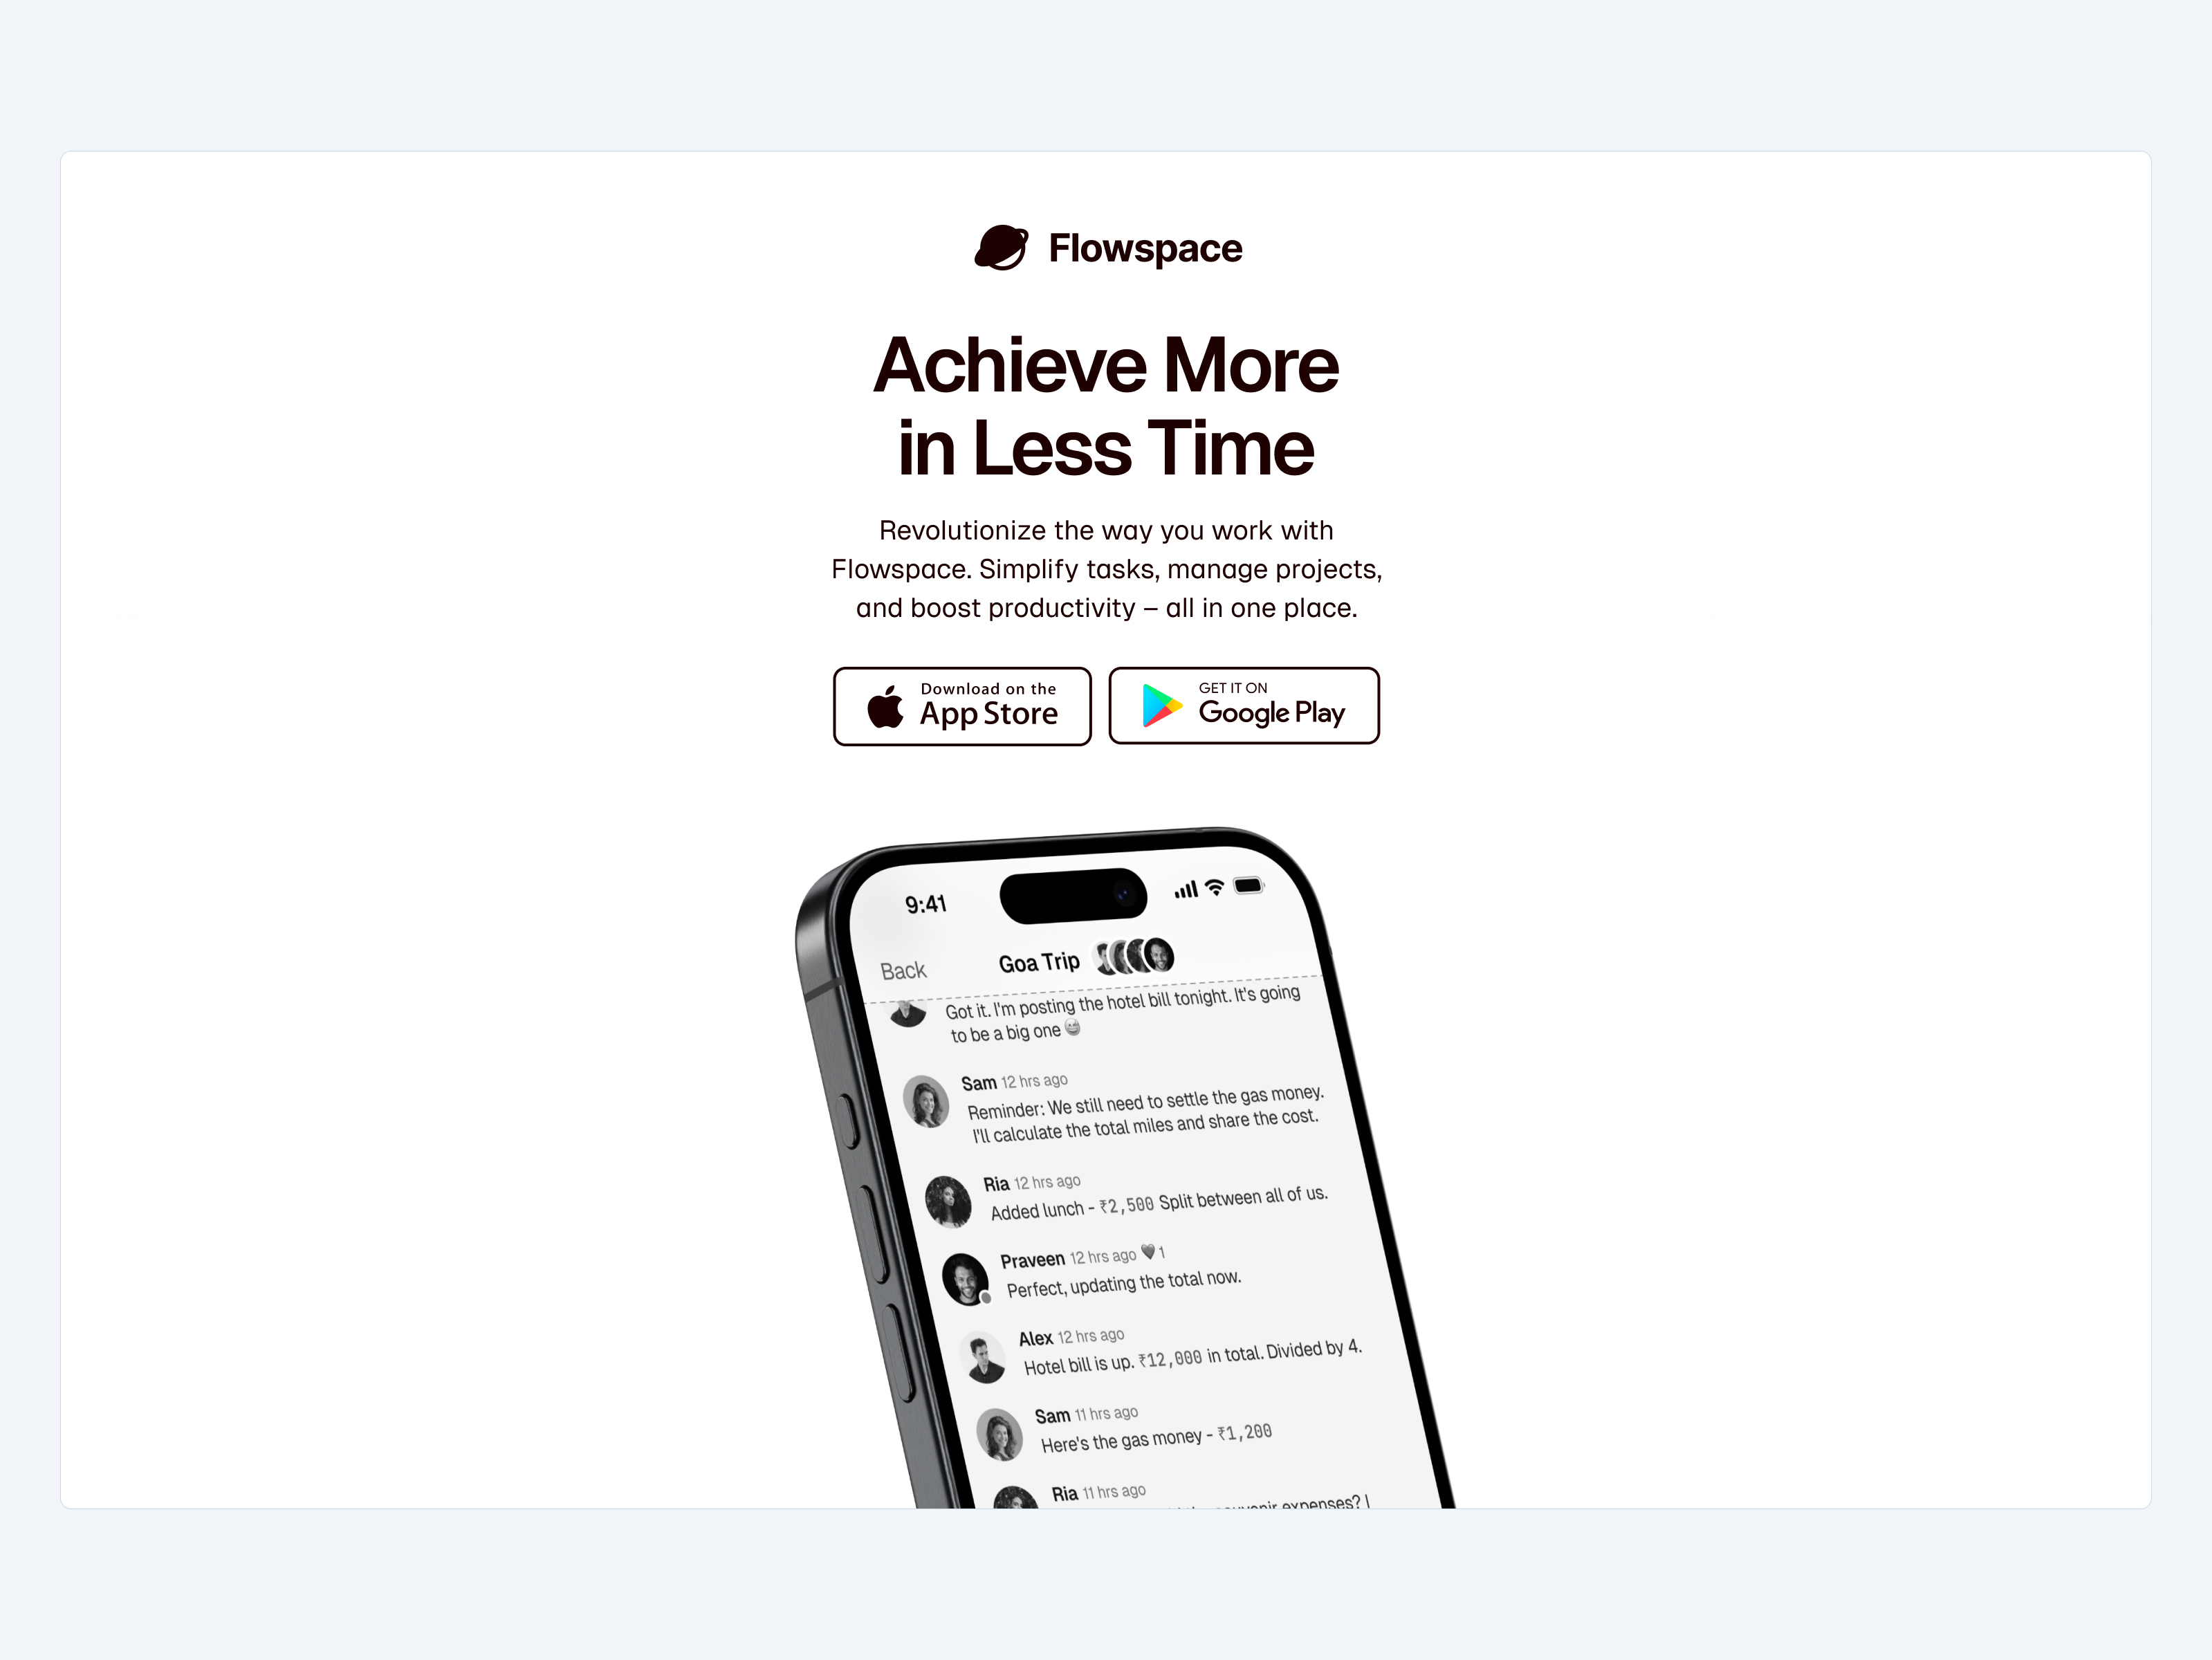 Flowspace
Achieve More
in Less Time
Revolutionize the way you work with
Flowspace. Simplify tasks, manage projects,
and boost productivity – all in one place.
Download on the
App Store
GET IT ON
Google Play
9:41
Back
Goa Trip
Got it. I'm posting the hotel bill tonight. It's going
to be a big one 😅
Sam 12 hrs ago
Reminder: We still need to settle the gas money.
I'll calculate the total miles and share the cost.
Ria 12 hrs ago
Added lunch - ₹2,500 Split between all of us.
Praveen 12 hrs ago 🖤 1
Perfect, updating the total now.
Alex 12 hrs ago
Hotel bill is up. ₹12,000 in total. Divided by 4.
Sam 11 hrs ago
Here's the gas money - ₹1,200
Ria 11 hrs ago
expenses? I